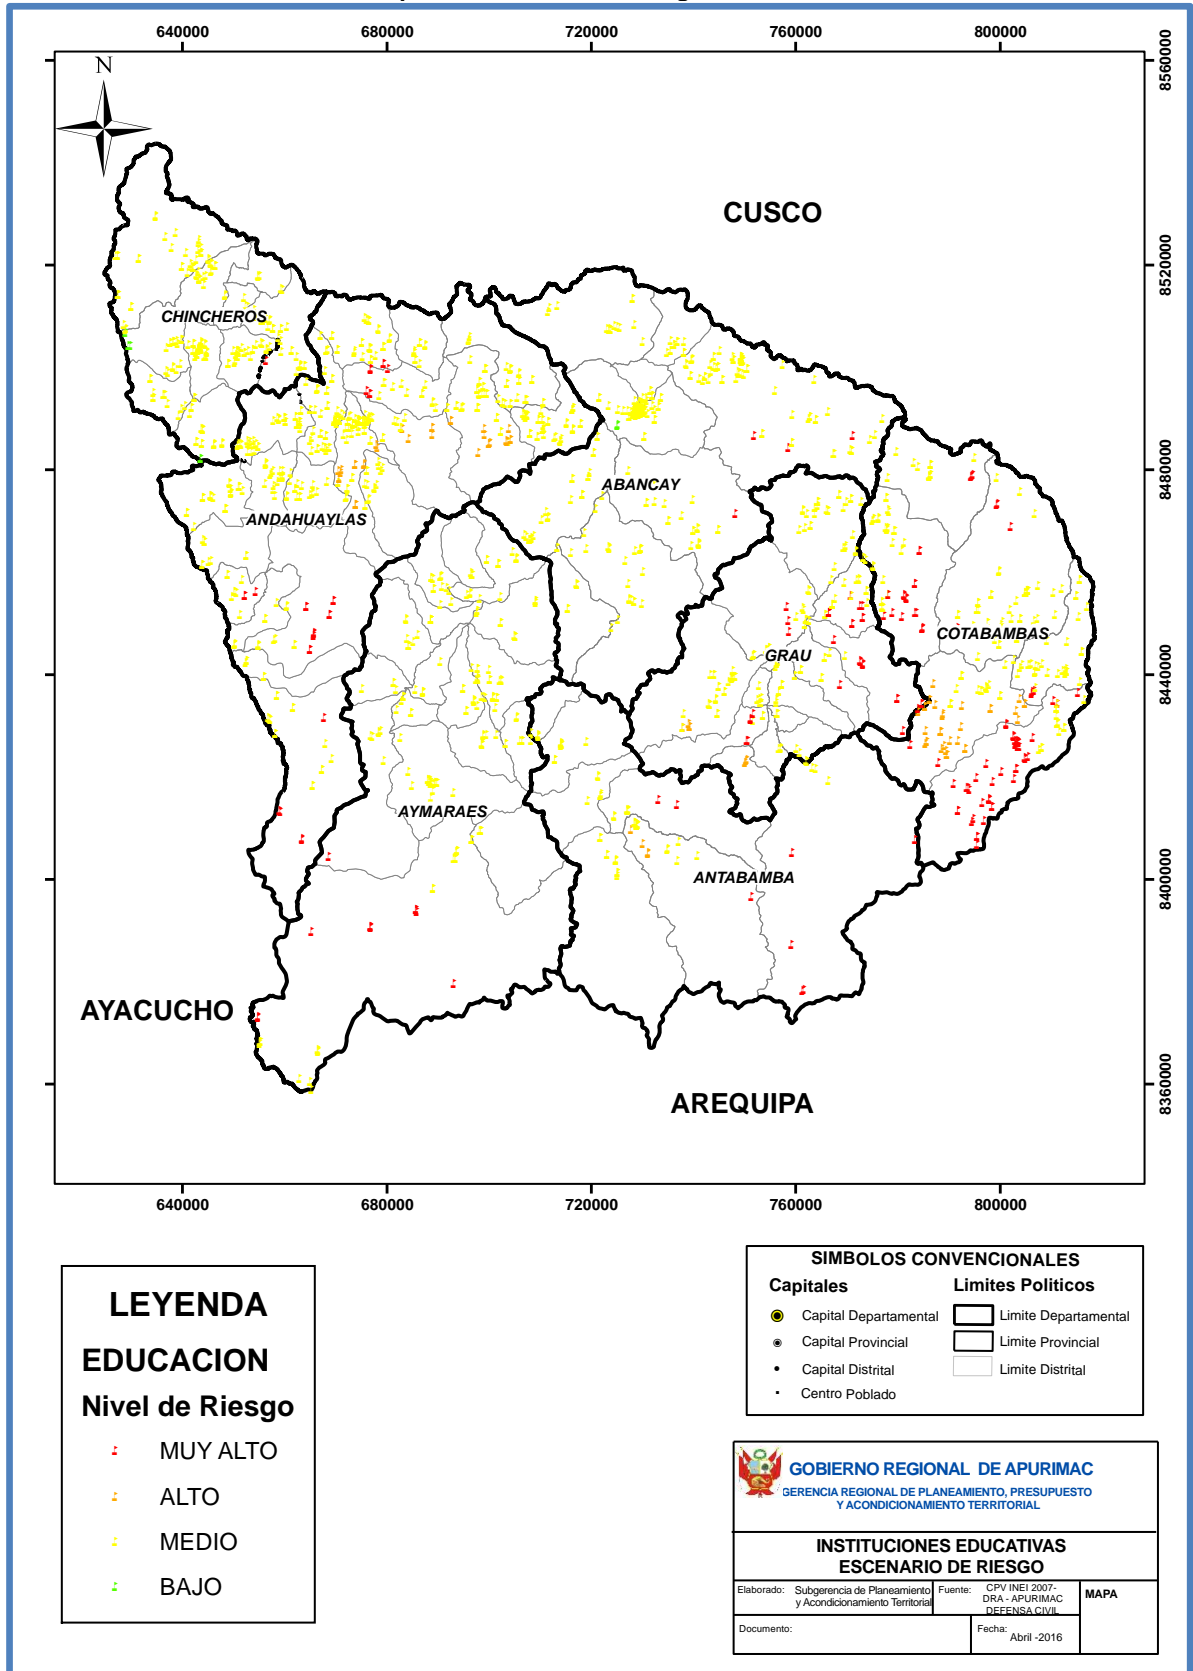 640000 680000 720000 760000 800000
N
8560000
8520000
8480000
8440000
8400000
8360000
CUSCO
CHINCHEROS
ABANCAY
ANDAHUAYLAS
COTABAMBAS
GRAU
AYMARAES
ANTABAMBA
AYACUCHO
AREQUIPA
640000 680000 720000 760000 800000
LEYENDA
EDUCACION
Nivel de Riesgo
MUY ALTO
ALTO
MEDIO
BAJO
SIMBOLOS CONVENCIONALES
Capitales Limites Politicos
Capital Departamental Limite Departamental
Capital Provincial Limite Provincial
Capital Distrital Limite Distrital
Centro Poblado
GOBIERNO REGIONAL DE APURIMAC
GERENCIA REGIONAL DE PLANEAMIENTO, PRESUPUESTO
Y ACONDICIONAMIENTO TERRITORIAL
INSTITUCIONES EDUCATIVAS
ESCENARIO DE RIESGO
Elaborado: Subgerencia de Planeamiento
y Acondicionamiento Territorial
Fuente: CPV INEI 2007-
DRA - APURIMAC
DEFENSA CIVIL
MAPA
Documento:
Fecha: Abril -2016